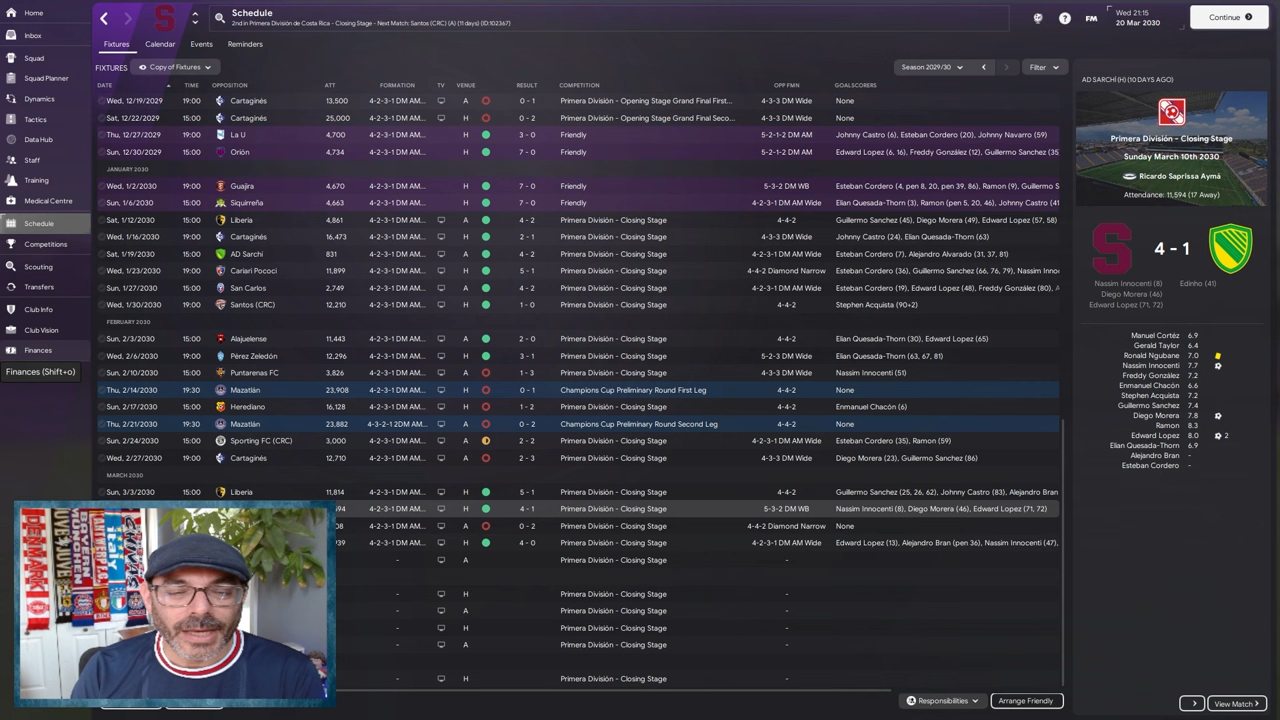 Home
Schedule
2nd in Primera División de Costa Rica - Closing Stage - Next Match: Santos (CRC) (A) (11 days) (ID:102367)
FM
Wed 21:15
20 Mar 2030
Continue
Inbox
Squad
Squad Planner
Dynamics
Tactics
Data Hub
Staff
Training
Medical Centre
Schedule
Competitions
Scouting
Transfers
Club Info
Club Vision
Finances
Finances (Shift+o)
Fixtures Calendar Events Reminders
FIXTURES Copy of Fixtures Season 2029/30 Filter
DATE TIME OPPOSITION ATT FORMATION TV VENUE RESULT COMPETITION OPP FMN GOALSCORERS
Wed, 12/19/2029 19:00 Cartaginés 13,500 4-2-3-1 DM AM... A 0 - 1 Primera División - Opening Stage Grand Final First... 4-3-3 DM Wide None
Sat, 12/22/2029 19:00 Cartaginés 25,000 4-2-3-1 DM AM... H 0 - 2 Primera División - Opening Stage Grand Final Seco... 4-3-3 DM Wide None
Thu, 12/27/2029 19:00 La U 4,700 4-2-3-1 DM AM... H 3 - 0 Friendly 5-2-1-2 DM AM Johnny Castro (6), Esteban Cordero (20), Johnny Navarro (59)
Sun, 12/30/2029 15:00 Orión 4,734 4-2-3-1 DM AM... H 7 - 0 Friendly 5-2-1-2 DM AM Edward Lopez (6, 16), Freddy González (12), Guillermo Sanchez (35
JANUARY 2030
Wed, 1/2/2030 19:00 Guajira 4,670 4-2-3-1 DM AM... H 7 - 0 Friendly 5-3-2 DM WB Esteban Cordero (4, pen 8, 20, pen 39, 86), Ramon (9), Guillermo S
Sun, 1/6/2030 19:00 Siquirreña 4,663 4-2-3-1 DM AM... H 7 - 0 Friendly 4-2-3-1 AM Wide Elian Quesada-Thorn (3), Ramon (pen 5, 20, 46), Johnny Castro (41
Sat, 1/12/2030 19:00 Liberia 4,861 4-2-3-1 DM AM... A 4 - 2 Primera División - Closing Stage 4-4-2 Guillermo Sanchez (45), Diego Morera (49), Edward Lopez (57, 58)
Wed, 1/16/2030 19:00 Cartaginés 16,473 4-2-3-1 DM AM... H 2 - 1 Primera División - Closing Stage 4-3-3 DM Wide Johnny Castro (24), Elian Quesada-Thorn (63)
Sat, 1/19/2030 15:00 AD Sarchí 831 4-2-3-1 DM AM... A 4 - 2 Primera División - Closing Stage 4-2-3-1 DM AM... Esteban Cordero (7), Alejandro Alvarado (31, 37, 81)
Wed, 1/23/2030 19:00 Cariari Pococí 11,899 4-2-3-1 DM AM... H 5 - 1 Primera División - Closing Stage 4-4-2 Diamond Narrow Esteban Cordero (36), Guillermo Sanchez (66, 76, 79), Nassim Innoc
Sun, 1/27/2030 15:00 San Carlos 2,749 4-2-3-1 DM AM... A 4 - 2 Primera División - Closing Stage 4-2-3-1 AM Wide Esteban Cordero (19), Edward Lopez (48), Freddy González (80), A
Wed, 1/30/2030 19:00 Santos (CRC) 12,210 4-2-3-1 DM AM... H 1 - 0 Primera División - Closing Stage 4-4-2 Stephen Acquista (90+2)
FEBRUARY 2030
Sun, 2/3/2030 15:00 Alajuelense 11,443 4-2-3-1 DM AM... A 2 - 0 Primera División - Closing Stage 4-2-3-1 AM Wide Elian Quesada-Thorn (30), Edward Lopez (65)
Wed, 2/6/2030 19:00 Pérez Zeledón 12,296 4-2-3-1 DM AM... H 3 - 1 Primera División - Closing Stage 5-2-3 DM Wide Elian Quesada-Thorn (63, 67, 81)
Sun, 2/10/2030 15:00 Puntarenas FC 3,826 4-2-3-1 DM AM... A 1 - 3 Primera División - Closing Stage 4-4-2 Nassim Innocenti (51)
Thu, 2/14/2030 19:30 Mazatlán 23,908 4-2-3-1 DM AM... H 0 - 1 Champions Cup Preliminary Round First Leg 4-4-2 None
Sun, 2/17/2030 15:00 Herediano 16,128 4-2-3-1 DM AM... H 1 - 2 Primera División - Closing Stage 4-4-2 Enmanuel Chacón (6)
Thu, 2/21/2030 19:30 Mazatlán 23,882 4-3-2-1 2DM AM... A 0 - 2 Champions Cup Preliminary Round Second Leg 4-4-2 None
Sun, 2/24/2030 15:00 Sporting FC (CRC) 3,000 4-2-3-1 DM AM... A 2 - 2 Primera División - Closing Stage 4-2-3-1 AM Wide Esteban Cordero (35), Ramon (59)
Wed, 2/27/2030 19:00 Cartaginés 12,710 4-2-3-1 DM AM... A 2 - 3 Primera División - Closing Stage 4-3-3 DM Wide Diego Morera (23), Guillermo Sanchez (86)
MARCH 2030
Sun, 3/3/2030 15:00 Liberia 11,814 4-2-3-1 DM AM... H 5 - 1 Primera División - Closing Stage 4-4-2 Guillermo Sanchez (25, 26, 62), Johnny Castro (83), Alejandro Bran
4-2-3-1 DM AM... H 4 - 1 Primera División - Closing Stage 5-3-2 DM WB Nassim Innocenti (8), Diego Morera (46), Edward Lopez (71, 72)
4-2-3-1 DM AM... A 0 - 2 Primera División - Closing Stage 4-4-2 Diamond Narrow None
4-2-3-1 DM AM... H 4 - 0 Primera División - Closing Stage 4-2-3-1 AM Wide Edward Lopez (13), Alejandro Bran (pen 36), Nassim Innocenti (47),
- A Primera División - Closing Stage -
- H Primera División - Closing Stage -
- A Primera División - Closing Stage -
- H Primera División - Closing Stage -
- A Primera División - Closing Stage -
- H Primera División - Closing Stage -
Responsibilities Arrange Friendly
AD SARCHÍ (H) (10 DAYS AGO)
Primera División - Closing Stage
Sunday March 10th 2030
Ricardo Saprissa Aymá
Attendance: 11,594 (17 Away)
S 4 - 1
Nassim Innocenti (8)
Diego Morera (46)
Edward Lopez (71, 72)
Edinho (41)
Manuel Cortéz 6.9
Gerald Taylor 6.4
Ronald Ngubane 7.0
Nassim Innocenti 7.7
Freddy González 7.2
Enmanuel Chacón 6.6
Stephen Acquista 7.2
Guillermo Sanchez 7.4
Diego Morera 7.8
Ramon 8.3
Edward Lopez 8.0 2
Elian Quesada-Thorn 6.9
Alejandro Bran -
Esteban Cordero -
View Match
DENMARK